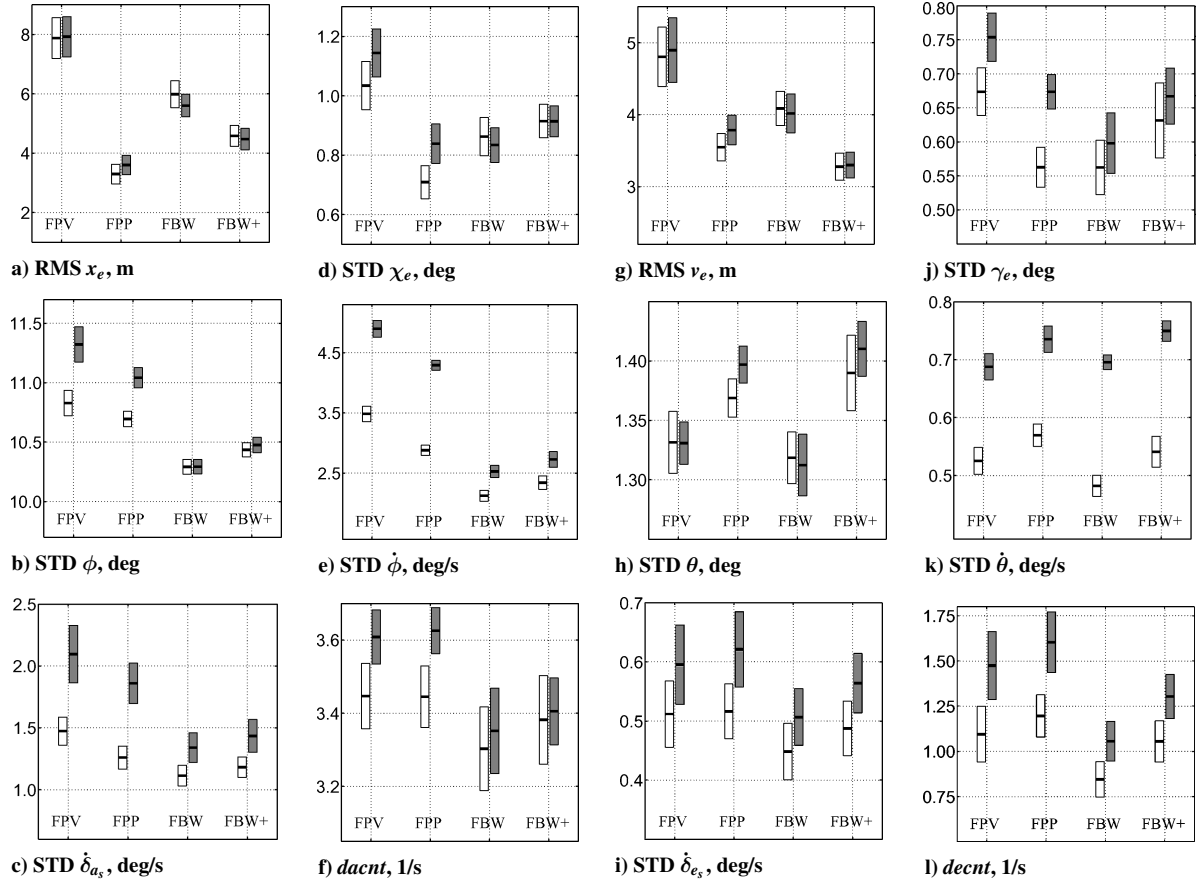 8
6
4
2
FPV FPP FBW FBW+
a) RMS xₑ, m
1.2
1.0
0.8
0.6
FPV FPP FBW FBW+
d) STD χₑ, deg
5
4
3
FPV FPP FBW FBW+
g) RMS vₑ, m
0.80
0.75
0.70
0.65
0.60
0.55
0.50
FPV FPP FBW FBW+
j) STD γₑ, deg
11.5
11.0
10.5
10.0
FPV FPP FBW FBW+
b) STD ϕ, deg
4.5
3.5
2.5
FPV FPP FBW FBW+
e) STD ϕ̇, deg/s
1.40
1.35
1.30
FPV FPP FBW FBW+
h) STD θ, deg
0.8
0.7
0.6
0.5
FPV FPP FBW FBW+
k) STD θ̇, deg/s
2.5
2.0
1.5
1.0
FPV FPP FBW FBW+
c) STD δ̇ₐₛ, deg/s
3.6
3.4
3.2
FPV FPP FBW FBW+
f) dacnt, 1/s
0.7
0.6
0.5
0.4
FPV FPP FBW FBW+
i) STD δ̇ₑₛ, deg/s
1.75
1.50
1.25
1.00
0.75
FPV FPP FBW FBW+
l) decnt, 1/s